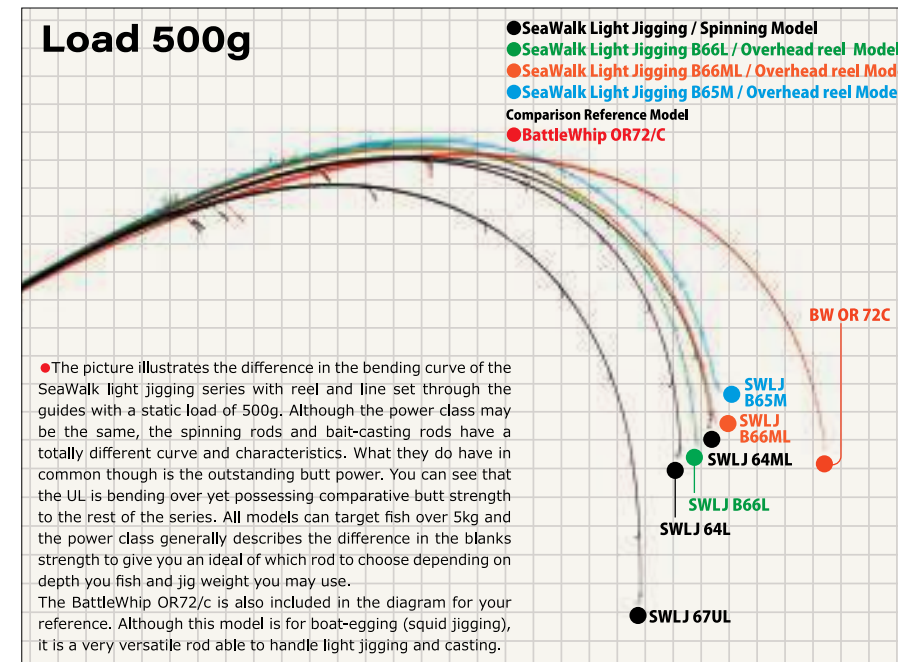 Load 500g
●SeaWalk Light Jigging / Spinning Model
●SeaWalk Light Jigging B66L / Overhead reel Model
●SeaWalk Light Jigging B66ML / Overhead reel Mod
●SeaWalk Light Jigging B65M / Overhead reel Mode
Comparison Reference Model
●BattleWhip OR72/C
BW OR 72C
SWLJ
B65M
SWLJ
B66ML
SWLJ 64ML
SWLJ B66L
SWLJ 64L
SWLJ 67UL
●The picture illustrates the difference in the bending curve of the
SeaWalk light jigging series with reel and line set through the
guides with a static load of 500g. Although the power class may
be the same, the spinning rods and bait-casting rods have a
totally different curve and characteristics. What they do have in
common though is the outstanding butt power. You can see that
the UL is bending over yet possessing comparative butt strength
to the rest of the series. All models can target fish over 5kg and
the power class generally describes the difference in the blanks
strength to give you an ideal of which rod to choose depending on
depth you fish and jig weight you may use.
The BattleWhip OR72/c is also included in the diagram for your
reference. Although this model is for boat-egging (squid jigging),
it is a very versatile rod able to handle light jigging and casting.